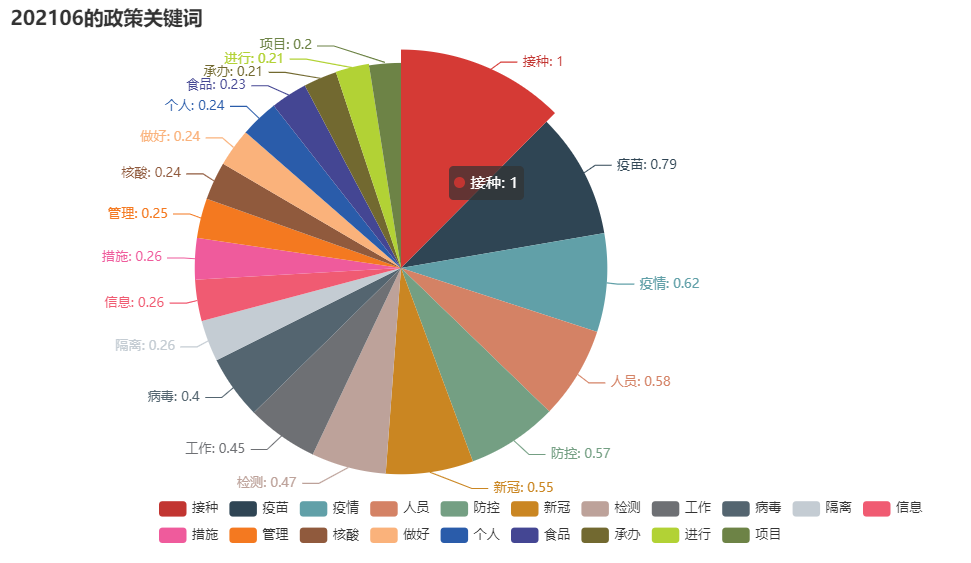 202106的政策关键词
项目: 0.2
进行: 0.21
承办: 0.21
食品: 0.23
个人: 0.24
做好: 0.24
核酸: 0.24
管理: 0.25
措施: 0.26
信息: 0.26
隔离: 0.26
病毒: 0.4
工作: 0.45
检测: 0.47
接种: 1
疫苗: 0.79
接种: 1
疫情: 0.62
人员: 0.58
防控: 0.57
新冠: 0.55
接种 疫苗 疫情 人员 防控 新冠 检测 工作 病毒 隔离 信息
措施 管理 核酸 做好 个人 食品 承办 进行 项目